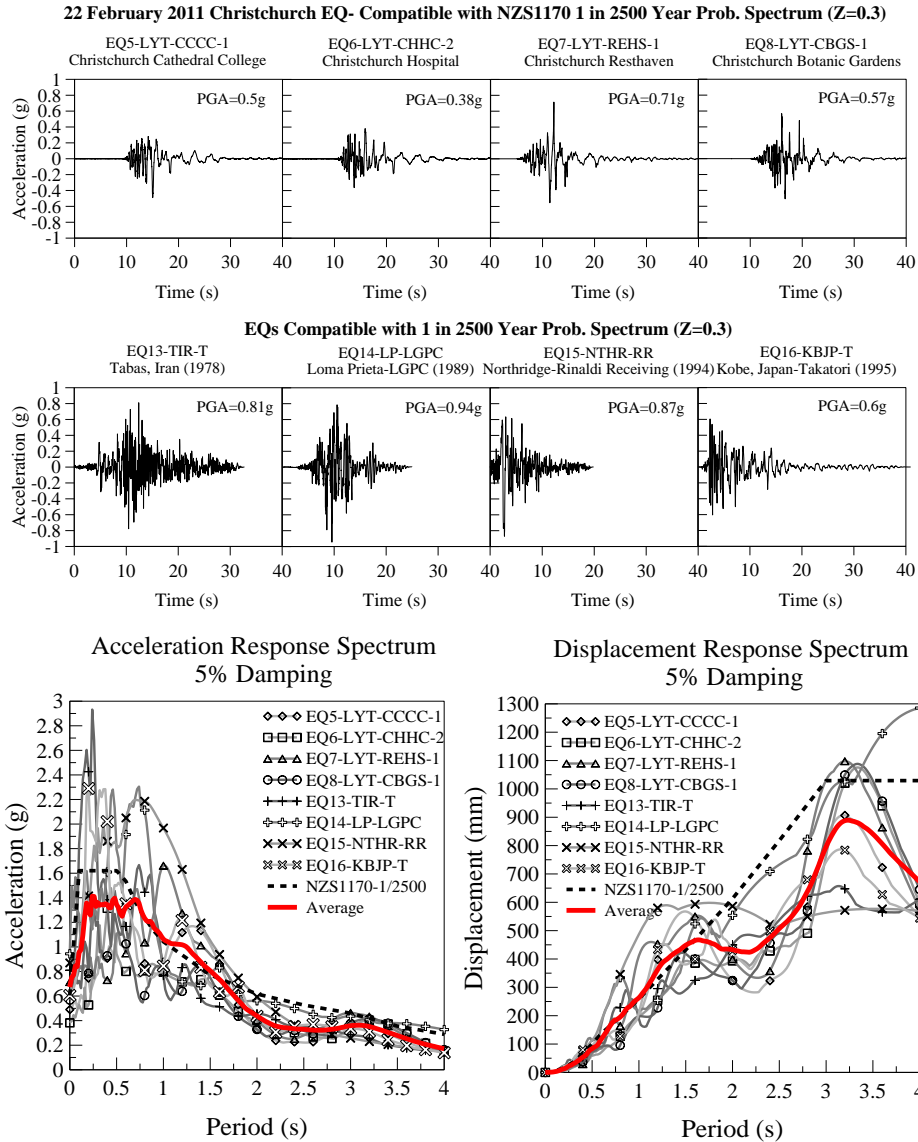 22 February 2011 Christchurch EQ- Compatible with NZS1170 1 in 2500 Year Prob. Spectrum (Z=0.3)
EQ5-LYT-CCCC-1
Christchurch Cathedral College
EQ6-LYT-CHHC-2
Christchurch Hospital
EQ7-LYT-REHS-1
Christchurch Resthaven
EQ8-LYT-CBGS-1
Christchurch Botanic Gardens
Acceleration (g)
1
0.8
0.6
0.4
0.2
0
-0.2
-0.4
-0.6
-0.8
-1
PGA=0.5g
PGA=0.38g
PGA=0.71g
PGA=0.57g
0 10 20 30 40 10 20 30 40 10 20 30 40 10 20 30 40
Time (s) Time (s) Time (s) Time (s)
EQs Compatible with 1 in 2500 Year Prob. Spectrum (Z=0.3)
EQ13-TIR-T
Tabas, Iran (1978)
EQ14-LP-LGPC
Loma Prieta-LGPC (1989)
EQ15-NTHR-RR
Northridge-Rinaldi Receiving (1994)
EQ16-KBJP-T
Kobe, Japan-Takatori (1995)
Acceleration (g)
1
0.8
0.6
0.4
0.2
0
-0.2
-0.4
-0.6
-0.8
-1
PGA=0.81g
PGA=0.94g
PGA=0.87g
PGA=0.6g
0 10 20 30 40 10 20 30 40 10 20 30 40 10 20 30 40
Time (s) Time (s) Time (s) Time (s)
Acceleration Response Spectrum
5% Damping
Acceleration (g)
3
2.8
2.6
2.4
2.2
2
1.8
1.6
1.4
1.2
1
0.8
0.6
0.4
0.2
0
EQ5-LYT-CCCC-1
EQ6-LYT-CHHC-2
EQ7-LYT-REHS-1
EQ8-LYT-CBGS-1
EQ13-TIR-T
EQ14-LP-LGPC
EQ15-NTHR-RR
EQ16-KBJP-T
NZS1170-1/2500
Average
0 0.5 1 1.5 2 2.5 3 3.5 4
Period (s)
Displacement Response Spectrum
5% Damping
Displacement (mm)
1300
1200
1100
1000
900
800
700
600
500
400
300
200
100
0
EQ5-LYT-CCCC-1
EQ6-LYT-CHHC-2
EQ7-LYT-REHS-1
EQ8-LYT-CBGS-1
EQ13-TIR-T
EQ14-LP-LGPC
EQ15-NTHR-RR
EQ16-KBJP-T
NZS1170-1/2500
Average
0 0.5 1 1.5 2 2.5 3 3.5 4
Period (s)